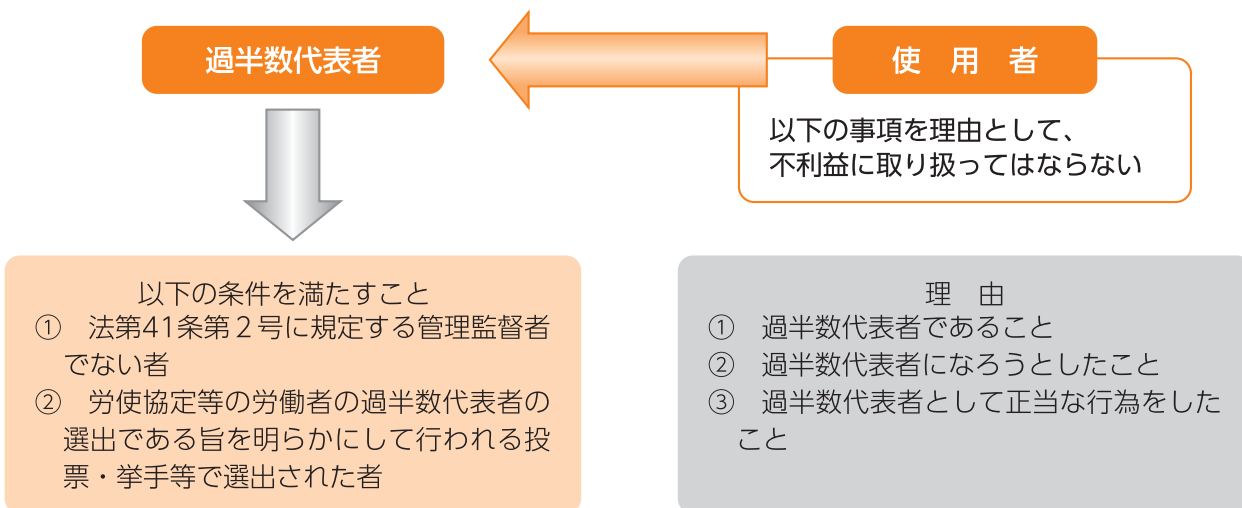 過半数代表者
使　用　者
以下の事項を理由として、
不利益に取り扱ってはならない
以下の条件を満たすこと
①　法第41条第２号に規定する管理監督者
でない者
②　労使協定等の労働者の過半数代表者の
選出である旨を明らかにして行われる投
票・挙手等で選出された者
理　由
①　過半数代表者であること
②　過半数代表者になろうとしたこと
③　過半数代表者として正当な行為をした
こと